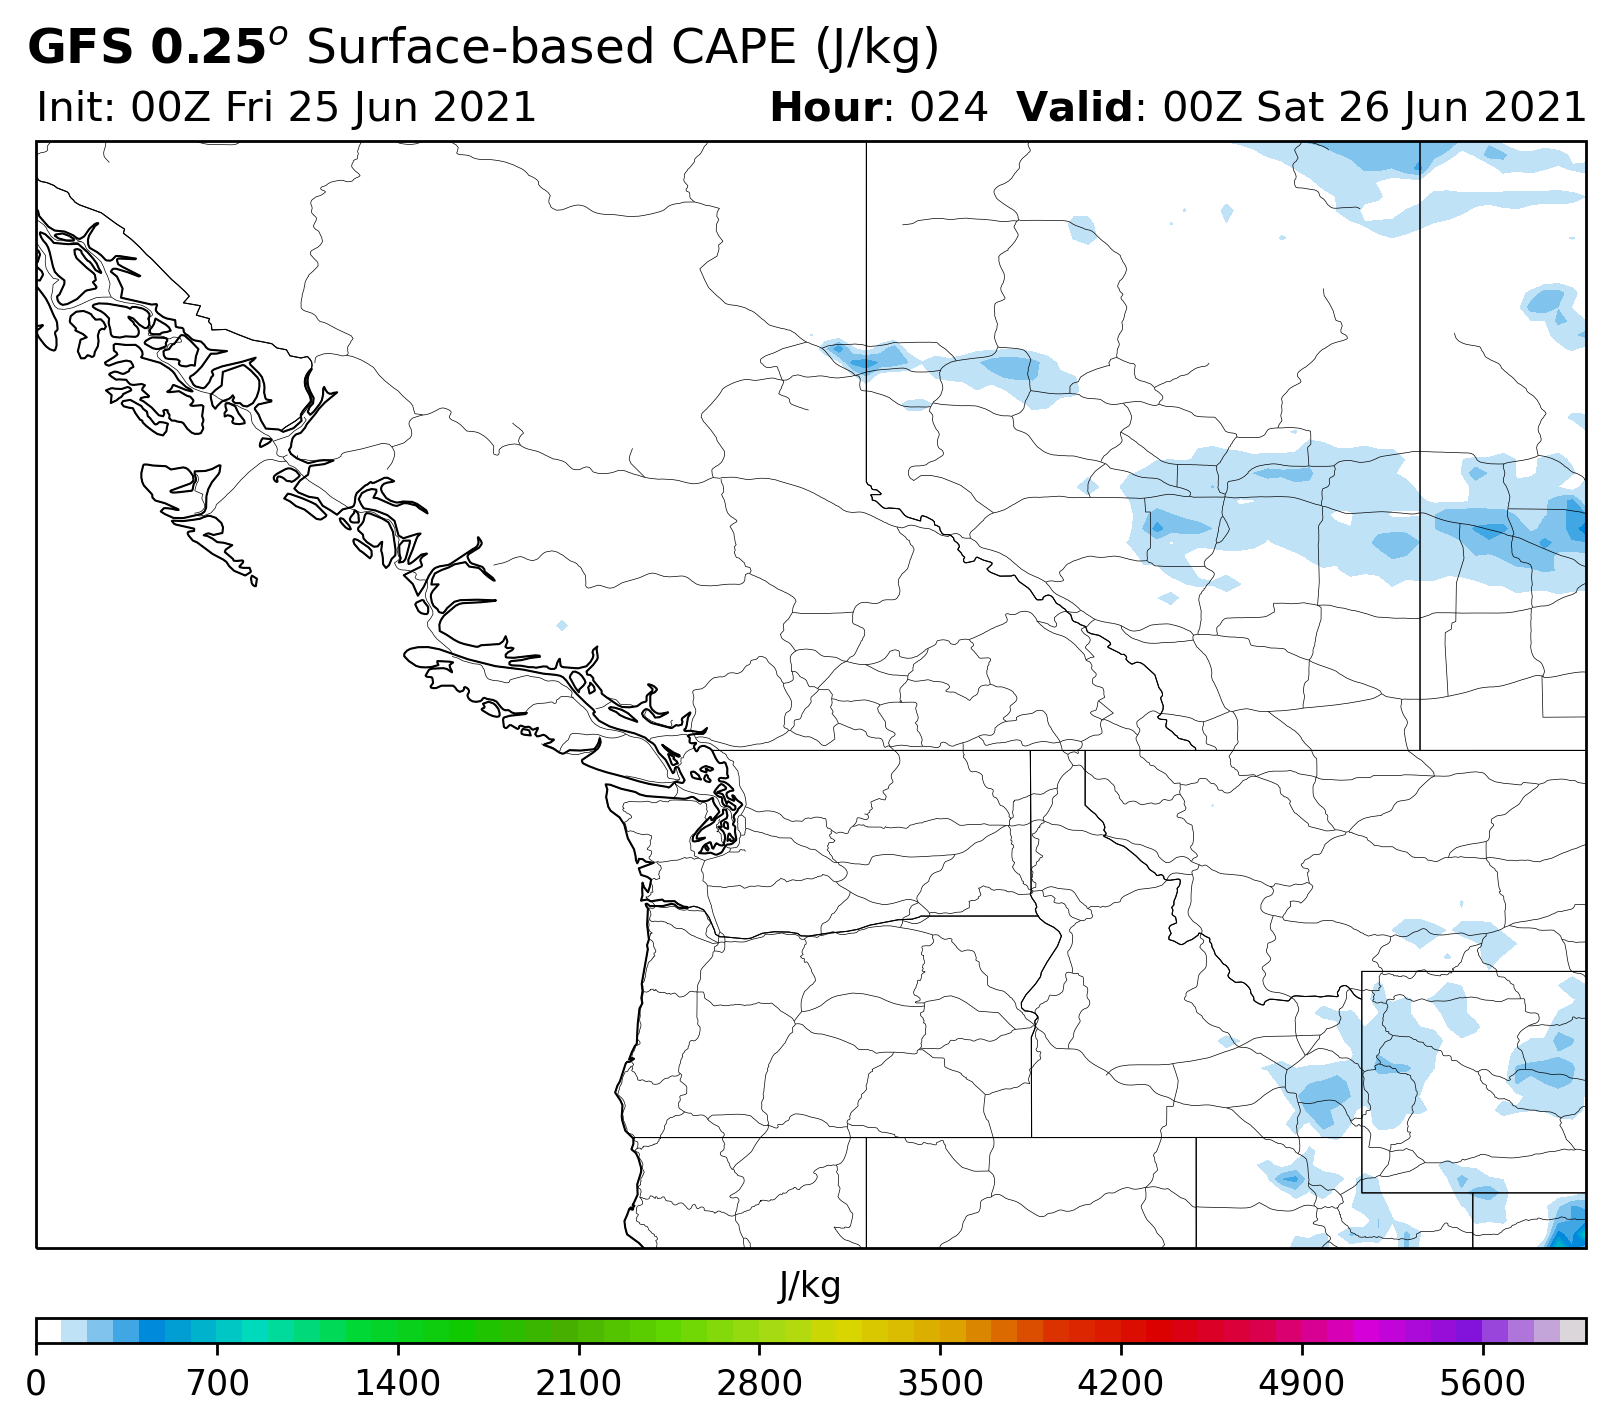 GFS 0.25° Surface-based CAPE (J/kg)
Init: 00Z Fri 25 Jun 2021 Hour: 024 Valid: 00Z Sat 26 Jun 2021
J/kg
0 700 1400 2100 2800 3500 4200 4900 5600